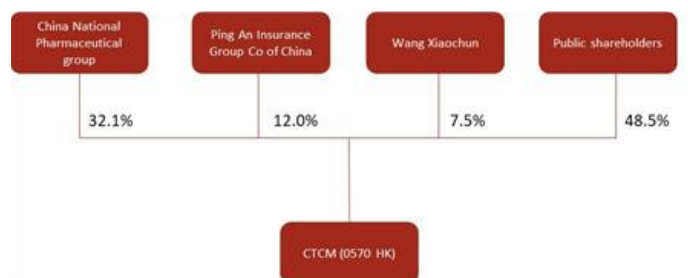 China National
Pharmaceutical
group
Ping An Insurance
Group Co of China
Wang Xiaochun
Public shareholders
32.1%
12.0%
7.5%
48.5%
CTCM (0570 HK)